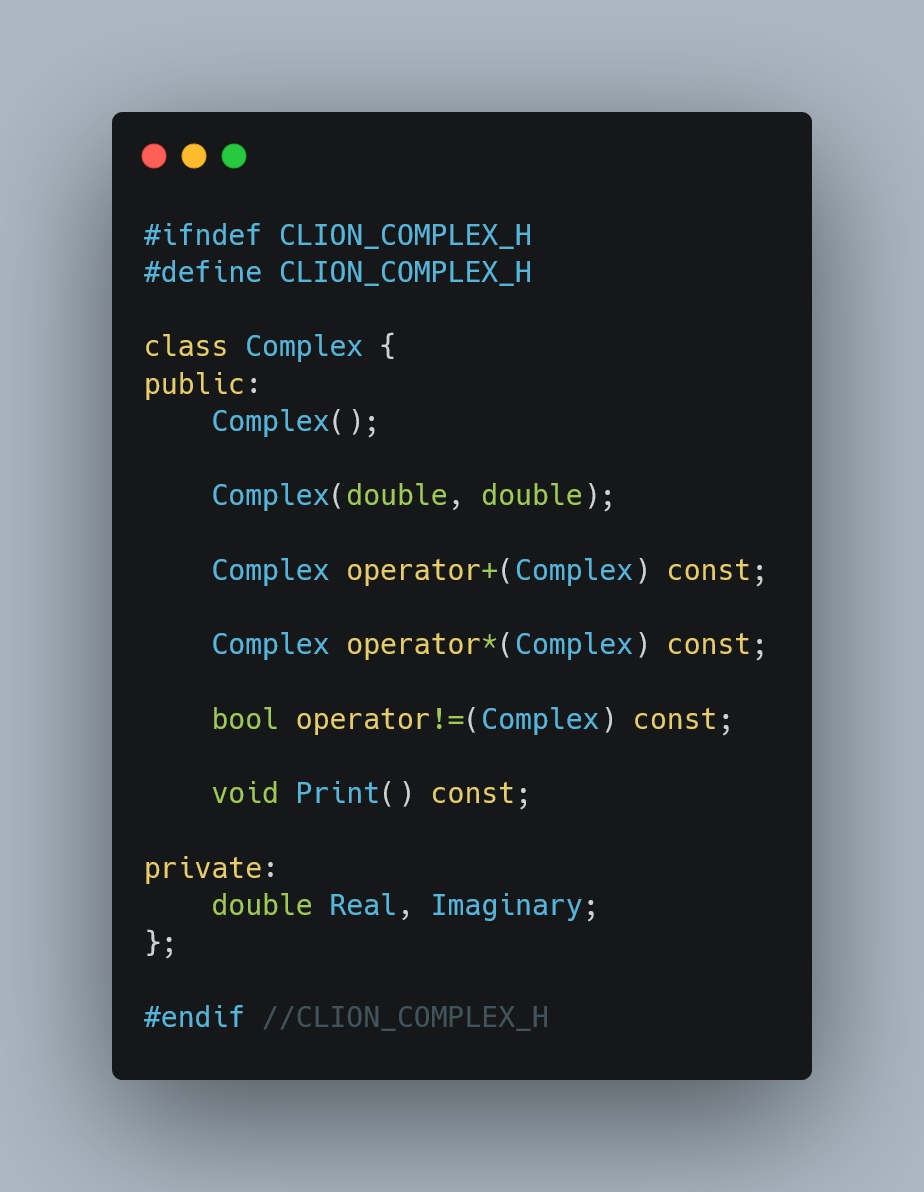 #ifndef CLION_COMPLEX_H
#define CLION_COMPLEX_H

class Complex {
public:
    Complex();

    Complex(double, double);

    Complex operator+(Complex) const;

    Complex operator*(Complex) const;

    bool operator!=(Complex) const;

    void Print() const;

private:
    double Real, Imaginary;
};

#endif //CLION_COMPLEX_H